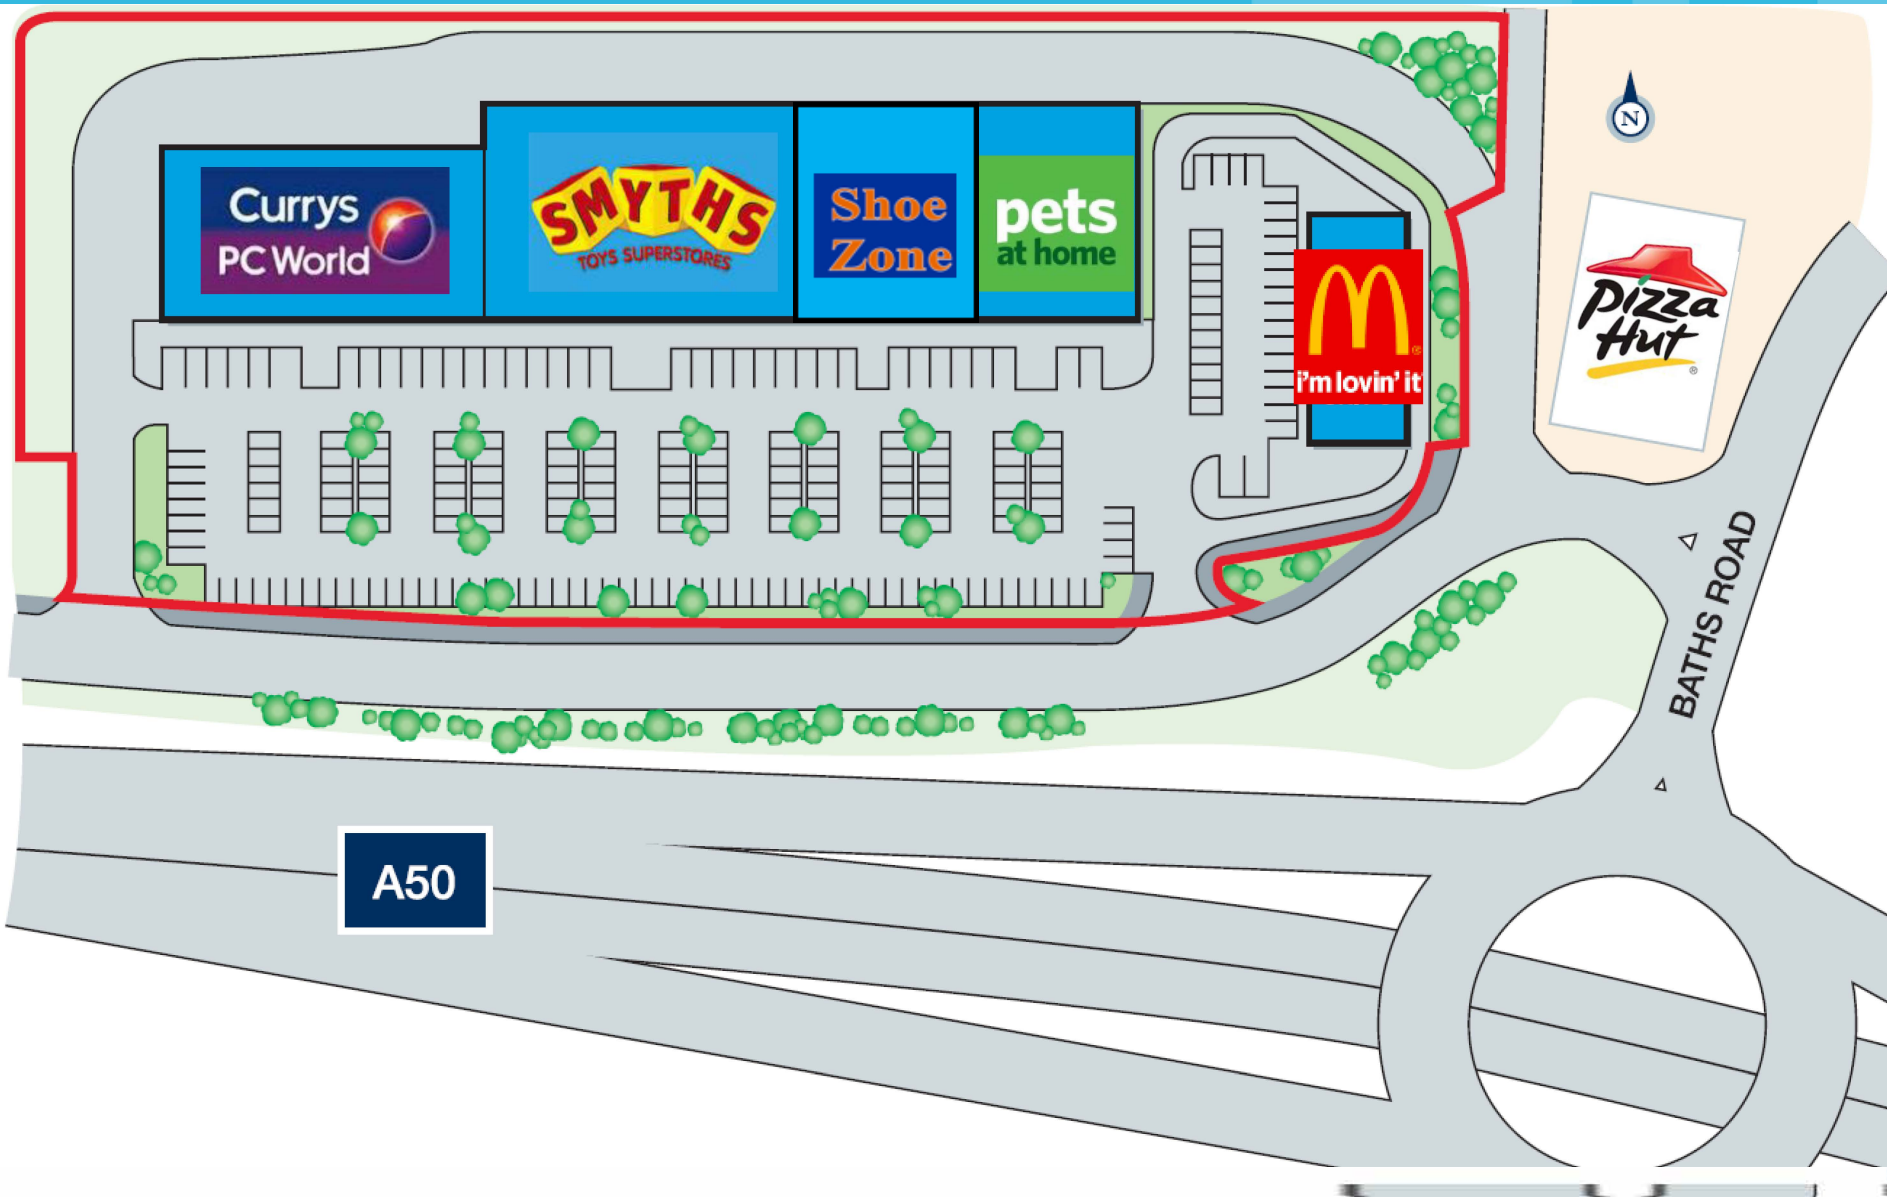 Currys
PC World
SMYTHS
TOYS SUPERSTORES
Shoe
Zone
pets
at home
N
i'm lovin' it
Pizza
Hut
BATHS ROAD
A50